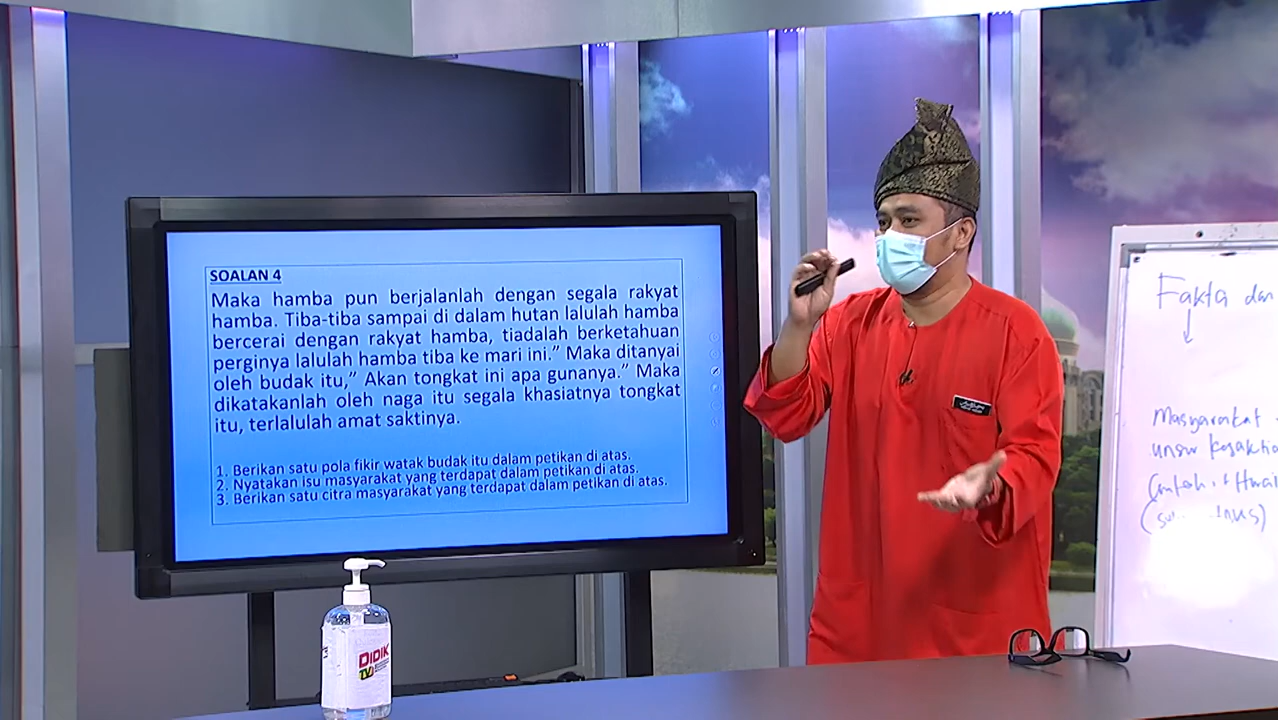 SOALAN 4
Maka hamba pun berjalanlah dengan segala rakyat
hamba. Tiba-tiba sampai di dalam hutan lalulah hamba
bercerai dengan rakyat hamba, tiadalah berketahuan
perginya lalulah hamba tiba ke mari ini.” Maka ditanyai
oleh budak itu,” Akan tongkat ini apa gunanya.” Maka
dikatakanlah oleh naga itu segala khasiatnya tongkat
itu, terlalulah amat saktinya.
1. Berikan satu pola fikir watak budak itu dalam petikan di atas.
2. Nyatakan isu masyarakat yang terdapat dalam petikan di atas.
3. Berikan satu citra masyarakat yang terdapat dalam petikan di atas.
Fakta dan
Masyarakat
unsur
DIDIK
TV